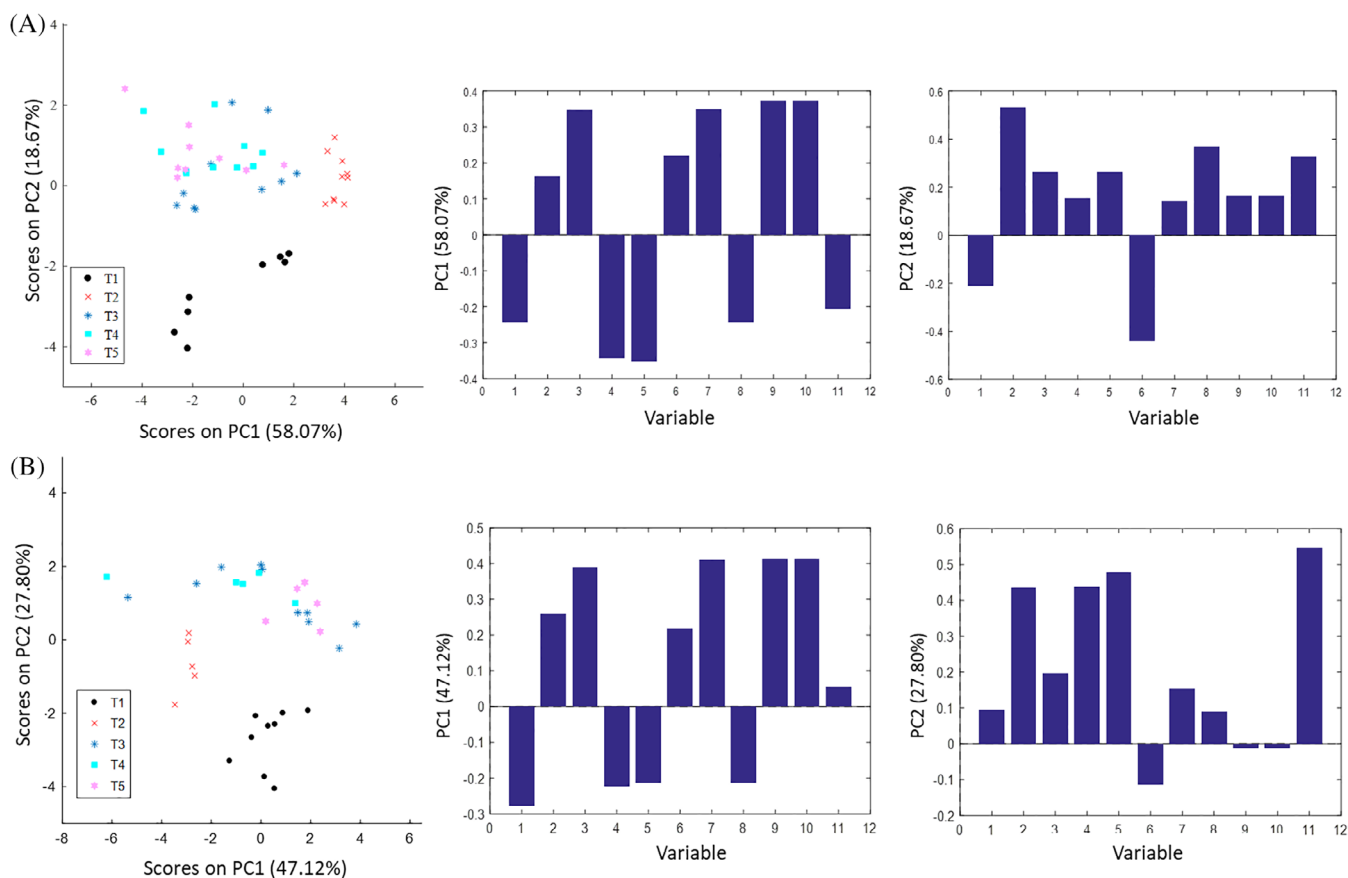 (A)
Scores on PC2 (18.67%)
4
2
0
-2
-4
T1
T2
T3
T4
T5
-6 -4 -2 0 2 4 6
Scores on PC1 (58.07%)
PC1 (58.07%)
0.4
0.3
0.2
0.1
0
-0.1
-0.2
-0.3
-0.4
0 1 2 3 4 5 6 7 8 9 10 11 12
Variable
PC2 (18.67%)
0.6
0.4
0.2
0
-0.2
-0.4
-0.6
0 1 2 3 4 5 6 7 8 9 10 11 12
Variable
(B)
Scores on PC2 (27.80%)
4
2
0
-2
-4
T1
T2
T3
T4
T5
-8 -6 -4 -2 0 2 4 6
Scores on PC1 (47.12%)
PC1 (47.12%)
0.5
0.4
0.3
0.2
0.1
0
-0.1
-0.2
-0.3
0 1 2 3 4 5 6 7 8 9 10 11 12
Variable
PC2 (27.80%)
0.6
0.5
0.4
0.3
0.2
0.1
0
-0.1
-0.2
0 1 2 3 4 5 6 7 8 9 10 11 12
Variable